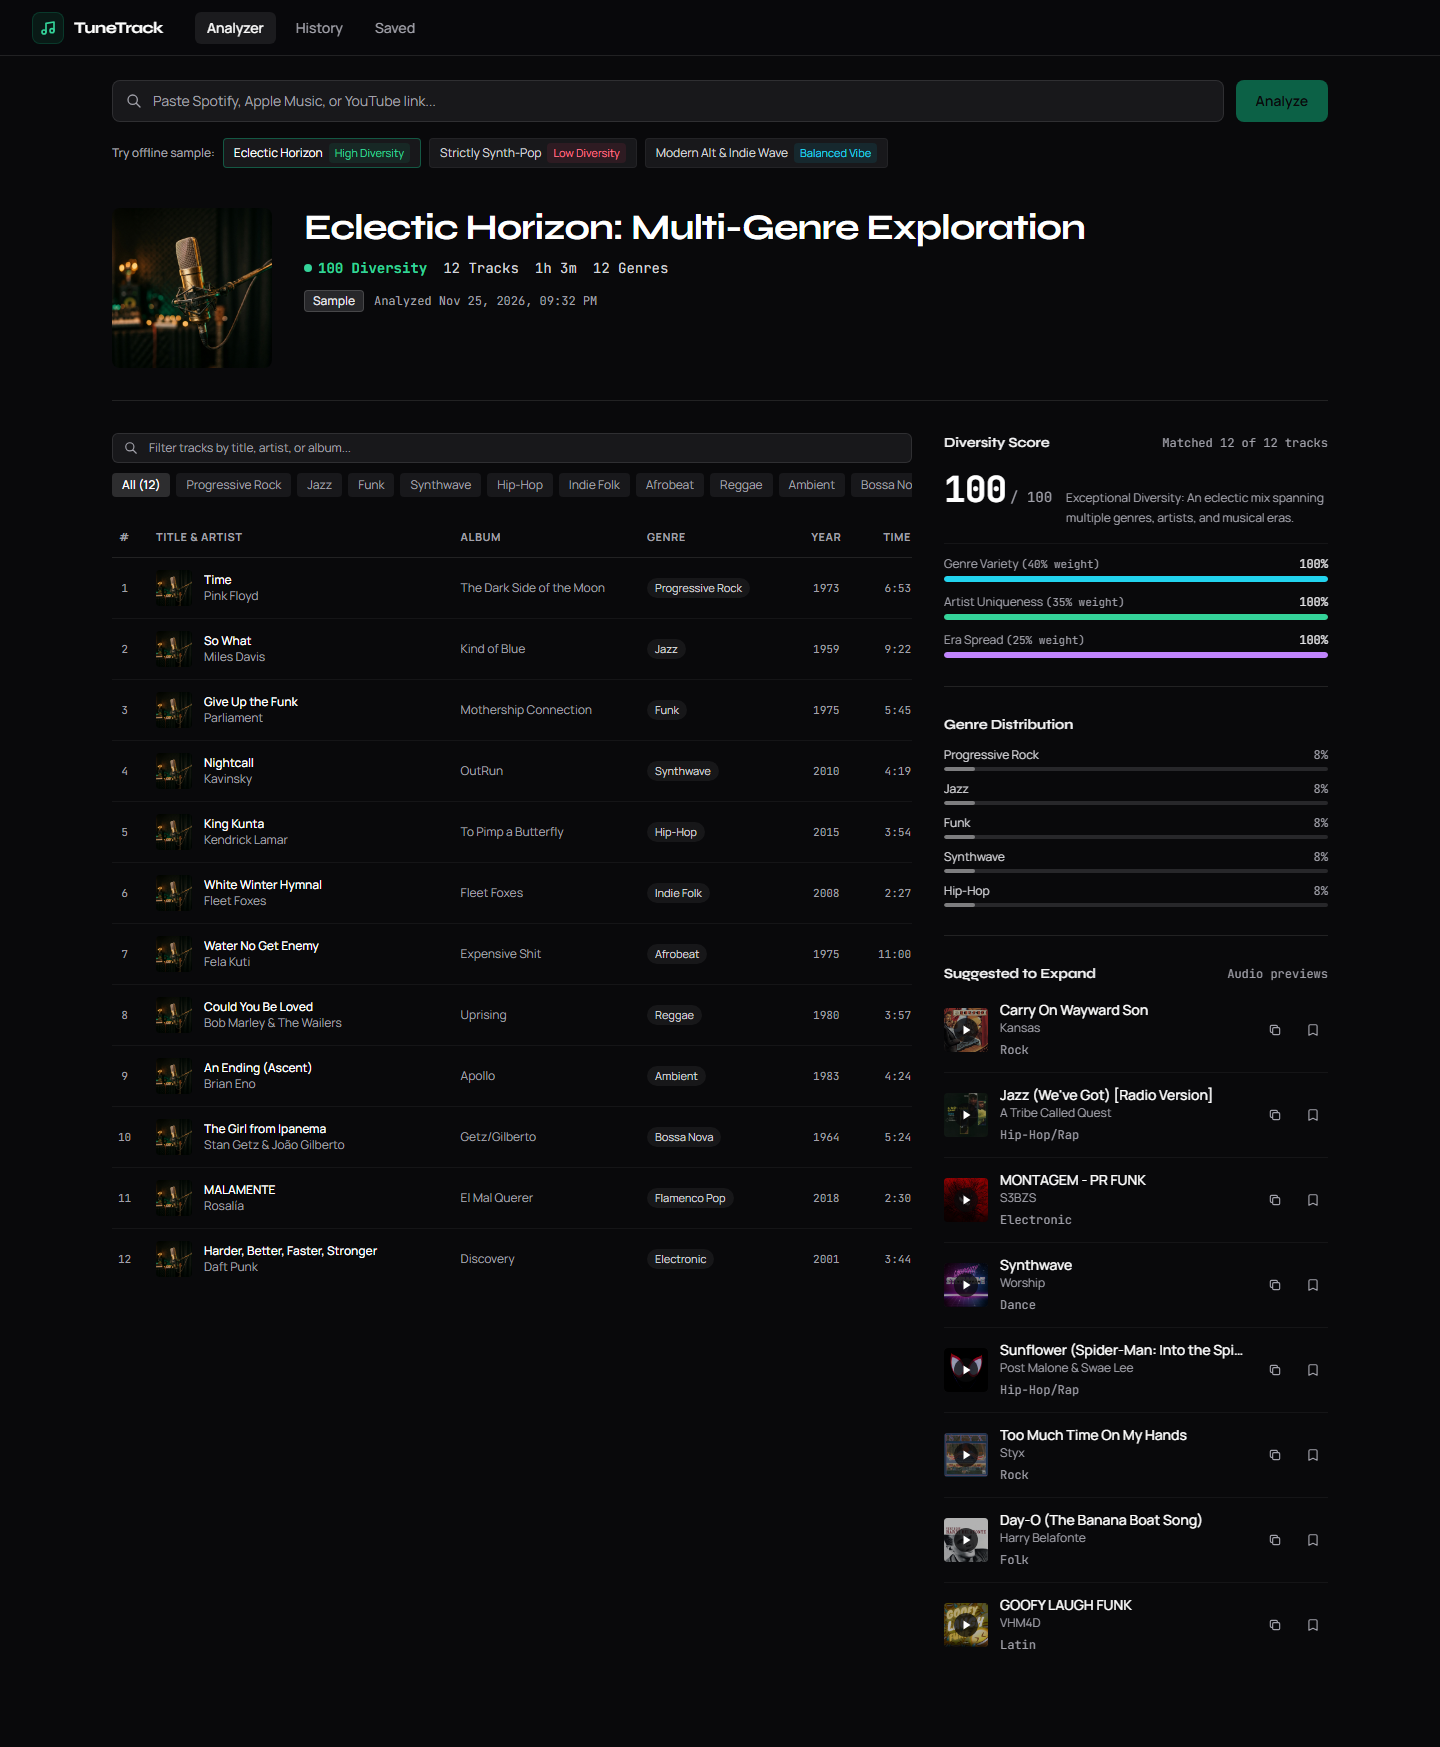 TuneTrack
Analyzer
History
Saved
Paste Spotify, Apple Music, or YouTube link...
Analyze
Try offline sample:
Eclectic Horizon High Diversity
Strictly Synth-Pop Low Diversity
Modern Alt & Indie Wave Balanced Vibe
Eclectic Horizon: Multi-Genre Exploration
100 Diversity 12 Tracks 1h 3m 12 Genres
Sample Analyzed Nov 25, 2026, 09:32 PM
Filter tracks by title, artist, or album...
All (12) Progressive Rock Jazz Funk Synthwave Hip-Hop Indie Folk Afrobeat Reggae Ambient Bossa No
# TITLE & ARTIST ALBUM GENRE YEAR TIME
1 Time The Dark Side of the Moon Progressive Rock 1973 6:53
Pink Floyd
2 So What Kind of Blue Jazz 1959 9:22
Miles Davis
3 Give Up the Funk Mothership Connection Funk 1975 5:45
Parliament
4 Nightcall OutRun Synthwave 2010 4:19
Kavinsky
5 King Kunta To Pimp a Butterfly Hip-Hop 2015 3:54
Kendrick Lamar
6 White Winter Hymnal Fleet Foxes Indie Folk 2008 2:27
Fleet Foxes
7 Water No Get Enemy Expensive Shit Afrobeat 1975 11:00
Fela Kuti
8 Could You Be Loved Uprising Reggae 1980 3:57
Bob Marley & The Wailers
9 An Ending (Ascent) Apollo Ambient 1983 4:24
Brian Eno
10 The Girl from Ipanema Getz/Gilberto Bossa Nova 1964 5:24
Stan Getz & João Gilberto
11 MALAMENTE El Mal Querer Flamenco Pop 2018 2:30
Rosalía
12 Harder, Better, Faster, Stronger Discovery Electronic 2001 3:44
Daft Punk
Diversity Score Matched 12 of 12 tracks
100 / 100 Exceptional Diversity: An eclectic mix spanning
multiple genres, artists, and musical eras.
Genre Variety (40% weight) 100%
Artist Uniqueness (35% weight) 100%
Era Spread (25% weight) 100%
Genre Distribution
Progressive Rock 8%
Jazz 8%
Funk 8%
Synthwave 8%
Hip-Hop 8%
Suggested to Expand Audio previews
Carry On Wayward Son
Kansas
Rock
Jazz (We've Got) [Radio Version]
A Tribe Called Quest
Hip-Hop/Rap
MONTAGEM - PR FUNK
S3BZS
Electronic
Synthwave
Worship
Dance
Sunflower (Spider-Man: Into the Spi...
Post Malone & Swae Lee
Hip-Hop/Rap
Too Much Time On My Hands
Styx
Rock
Day-O (The Banana Boat Song)
Harry Belafonte
Folk
GOOFY LAUGH FUNK
VHM4D
Latin